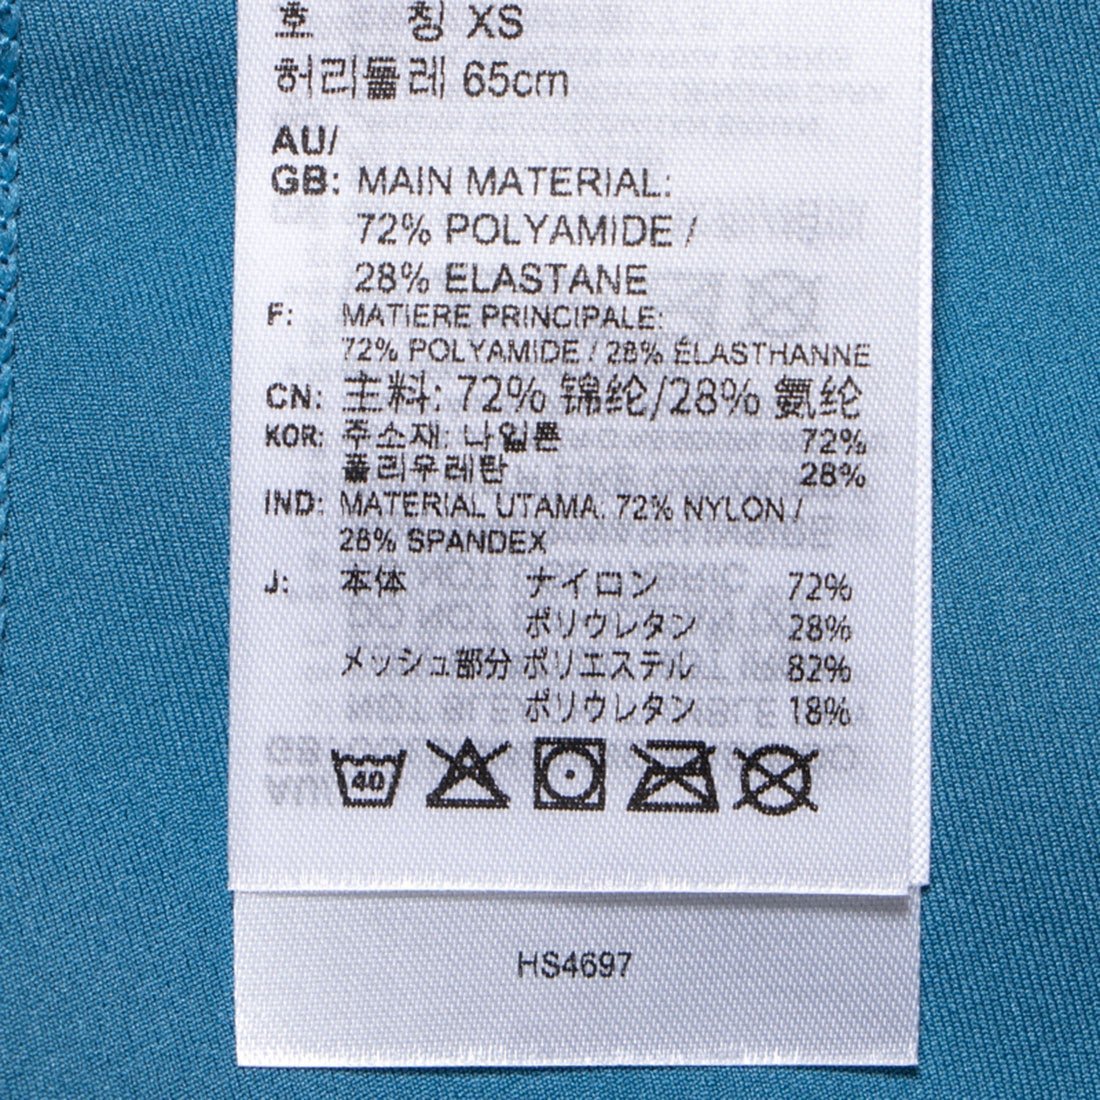 호 칭 XS
허리둘레 65cm
AU/
GB: MAIN MATERIAL:
72% POLYAMIDE /
28% ELASTANE
F: MATIERE PRINCIPALE:
72% POLYAMIDE / 28% ÉLASTHANNE
CN: 主料: 72% 锦纶/28% 氨纶
KOR: 주소재: 나일론 72%
폴리우레탄 28%
IND: MATERIAL UTAMA: 72% NYLON /
28% SPANDEX
J: 本体 ナイロン 72%
ポリウレタン 28%
メッシュ部分 ポリエステル 82%
ポリウレタン 18%
40
HS4697